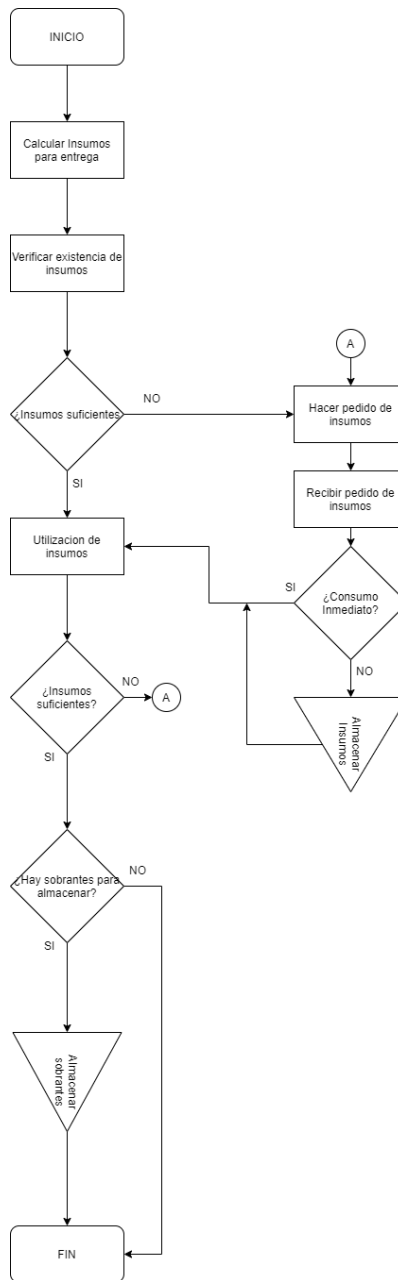 INICIO
Calcular Insumos
para entrega
Verificar existencia de
insumos
¿Insumos suficientes
NO
SI
A
Hacer pedido de
insumos
Recibir pedido de
insumos
¿Consumo
Inmediato?
SI
NO
Almacenar
Insumos
Utilizacion de
insumos
¿Insumos
suficientes?
NO
A
SI
¿Hay sobrantes para
almacenar?
NO
SI
Almacenar
sobrantes
FIN